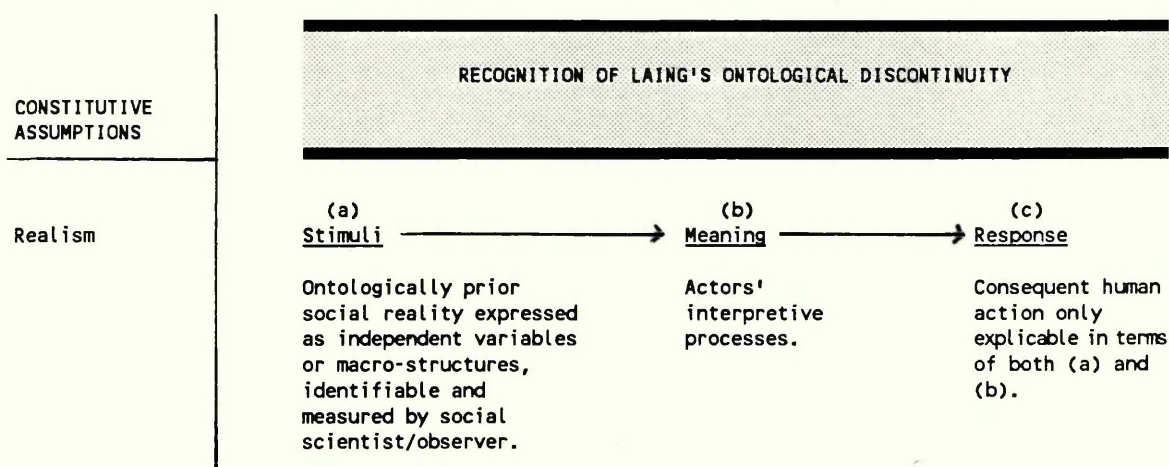 RECOGNITION OF LAING'S ONTOLOGICAL DISCONTINUITY
CONSTITUTIVE
ASSUMPTIONS
Realism
(a)
Stimuli
Ontologically prior
social reality expressed
as independent variables
or macro-structures,
identifiable and
measured by social
scientist/observer.
(b)
Meaning
Actors'
interpretive
processes.
(c)
Response
Consequent human
action only
explicable in terms
of both (a) and
(b).